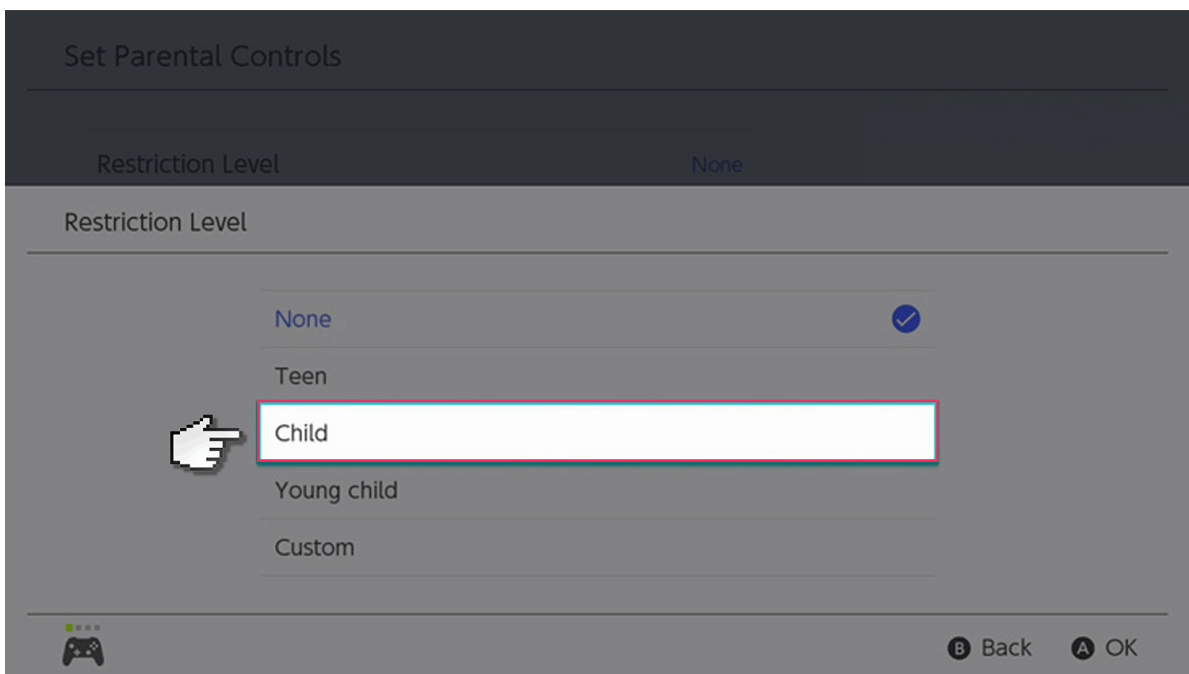 Set Parental Controls
Restriction Level None
Restriction Level
None
Teen
Child
Young child
Custom
B Back A OK